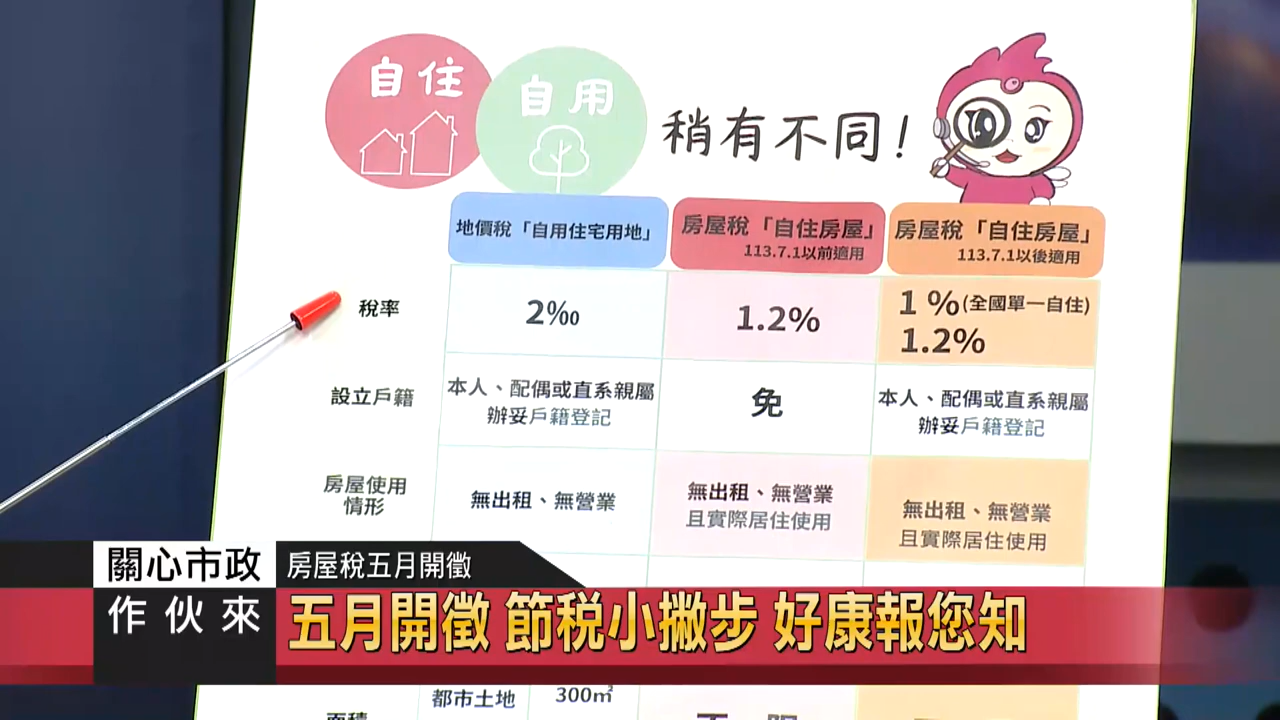 自住
自用
稍有不同!
地價稅「自用住宅用地」
房屋稅「自住房屋」
113.7.1以前適用
房屋稅「自住房屋」
113.7.1以後適用
稅率
2‰
1.2%
1%(全國單一自住)
1.2%
設立戶籍
本人、配偶或直系親屬
辦妥戶籍登記
免
本人、配偶或直系親屬
辦妥戶籍登記
房屋使用
情形
無出租、無營業
無出租、無營業
且實際居住使用
無出租、無營業
且實際居住使用
關心市政
作伙來
房屋稅五月開徵
五月開徵 節稅小撇步 好康報您知
都市土地
300㎡